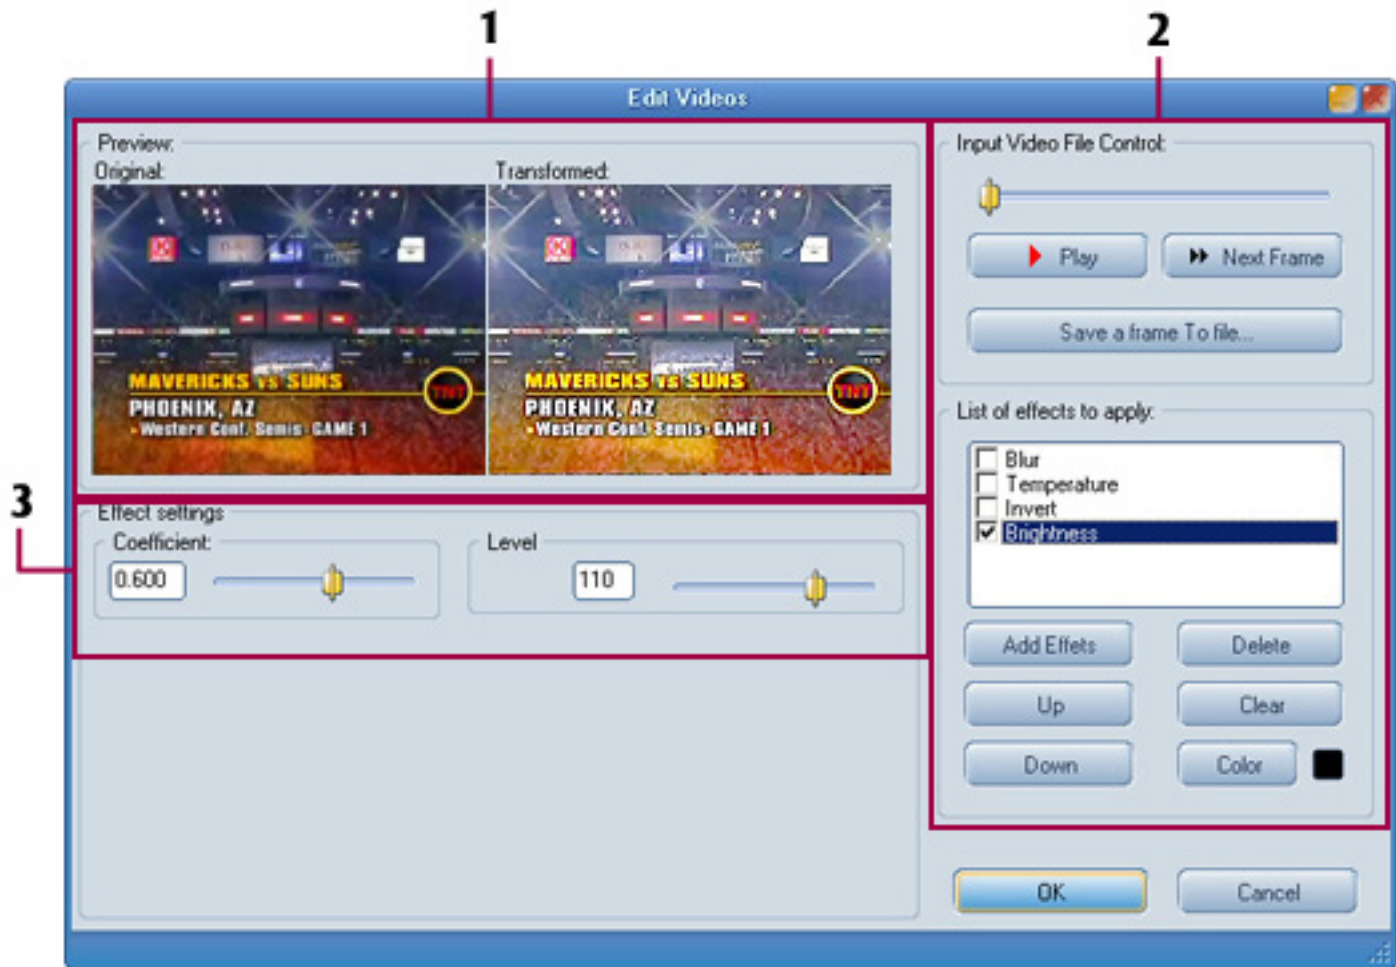 1
2
Edit Videos
Preview:
Original:
Transformed:
MAVERICKS vs SUNS
TNT
PHOENIX, AZ
Western Conf. Semis - GAME 1
MAVERICKS vs SUNS
TNT
PHOENIX, AZ
Western Conf. Semis - GAME 1
Input Video File Control:
Play
Next Frame
Save a frame To file...
List of effects to apply:
Blur
Temperature
Invert
Brightness
Add Effets
Delete
Up
Clear
Down
Color
3
Effect settings
Coefficient:
0.600
Level
110
OK
Cancel